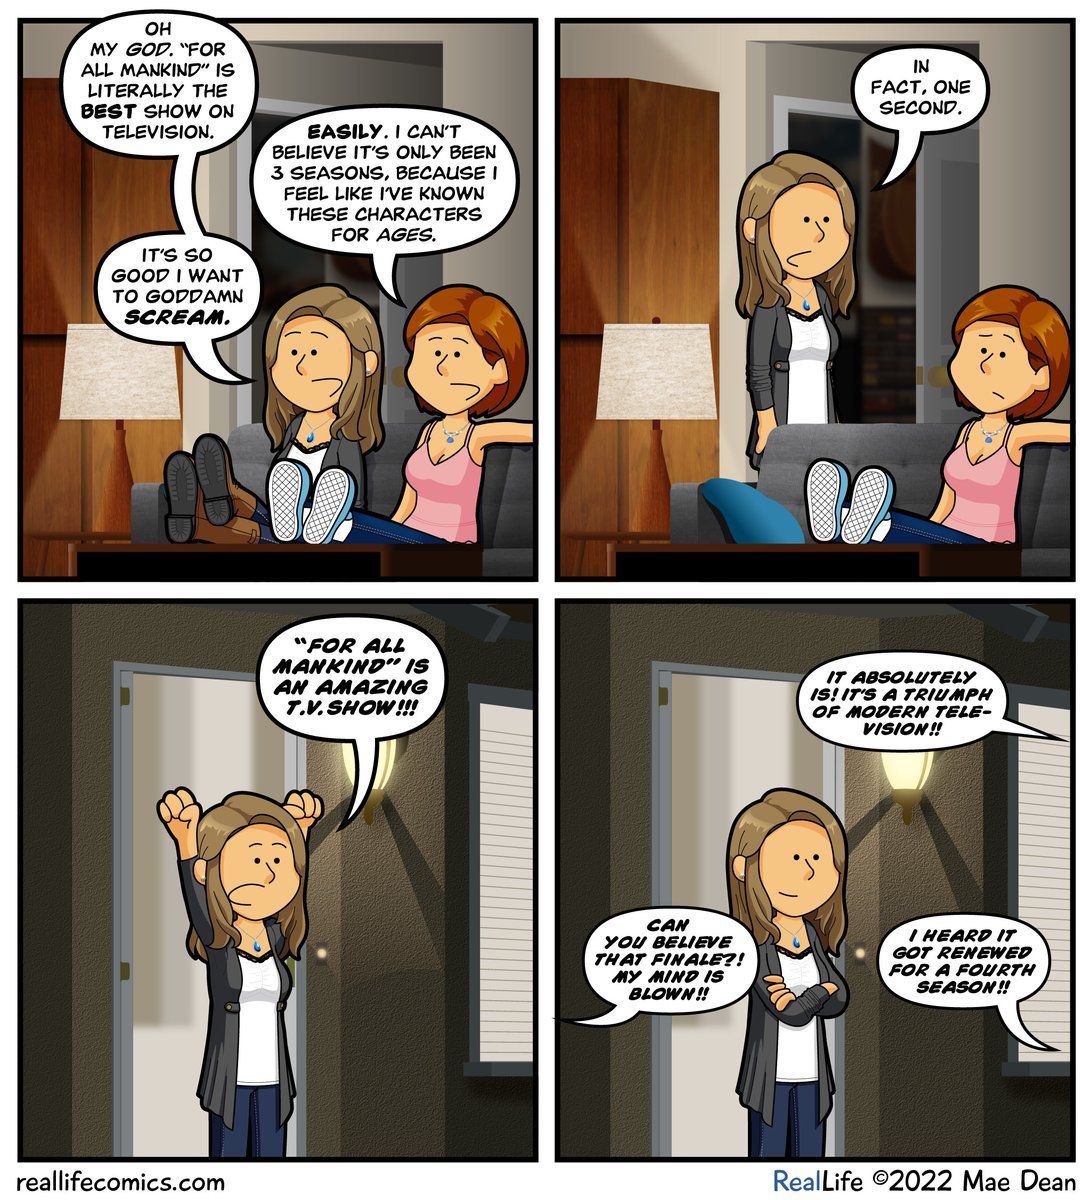 OH
MY GOD. "FOR
ALL MANKIND" IS
LITERALLY THE
BEST SHOW ON
TELEVISION.
EASILY. I CAN'T
BELIEVE IT'S ONLY BEEN
3 SEASONS, BECAUSE I
FEEL LIKE I'VE KNOWN
THESE CHARACTERS
FOR AGES.
IT'S SO
GOOD I WANT
TO GODDAMN
SCREAM.
IN
FACT, ONE
SECOND.
"FOR ALL
MANKIND" IS
AN AMAZING
T.V. SHOW!!!
IT ABSOLUTELY
IS! IT'S A TRIUMPH
OF MODERN TELE-
VISION!!
CAN
YOU BELIEVE
THAT FINALE?!
MY MIND IS
BLOWN!!
I HEARD IT
GOT RENEWED
FOR A FOURTH
SEASON!!
reallifecomics.com
RealLife ©2022 Mae Dean